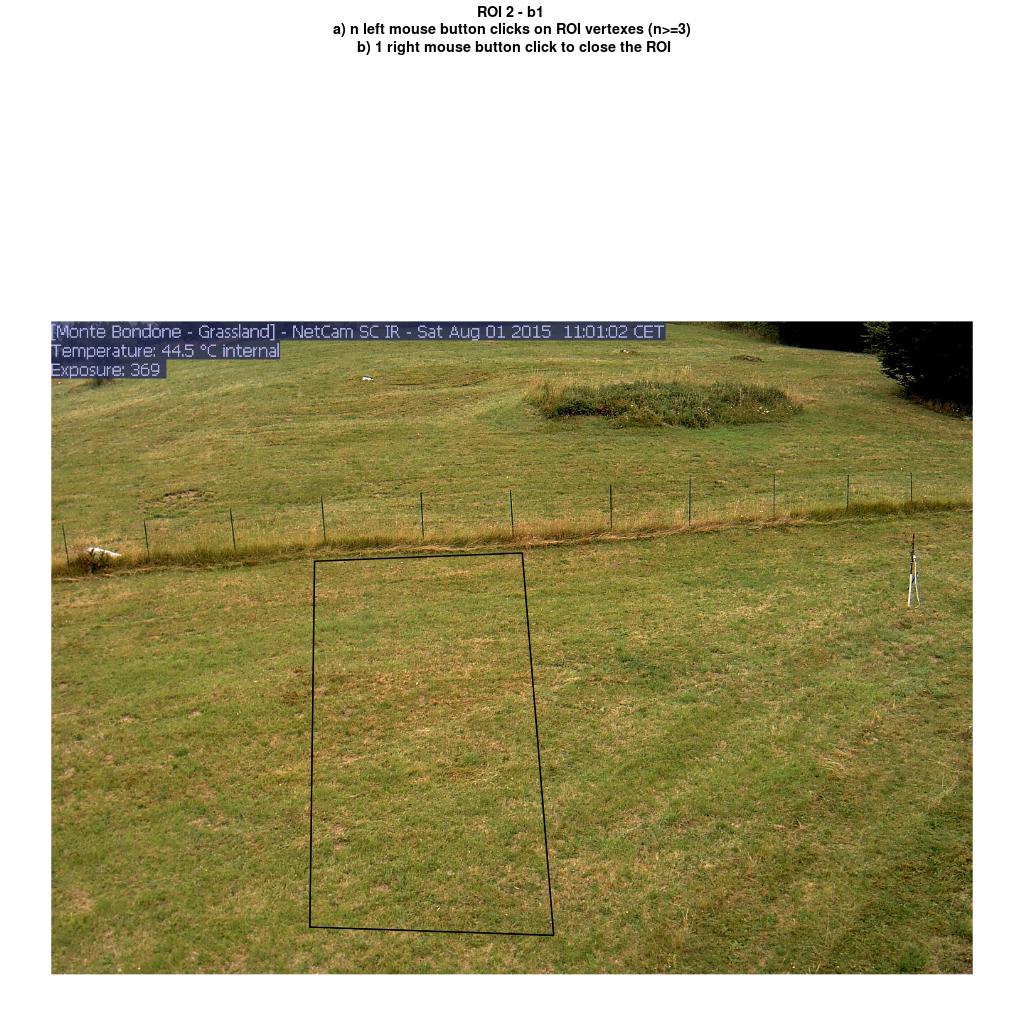 ROI 2 - b1
a) n left mouse button clicks on ROI vertexes (n>=3)
b) 1 right mouse button click to close the ROI
[Monte Bondone - Grassland] - NetCam SC IR - Sat Aug 01 2015 11:01:02 CET
Temperature: 44.5 °C internal
Exposure: 369